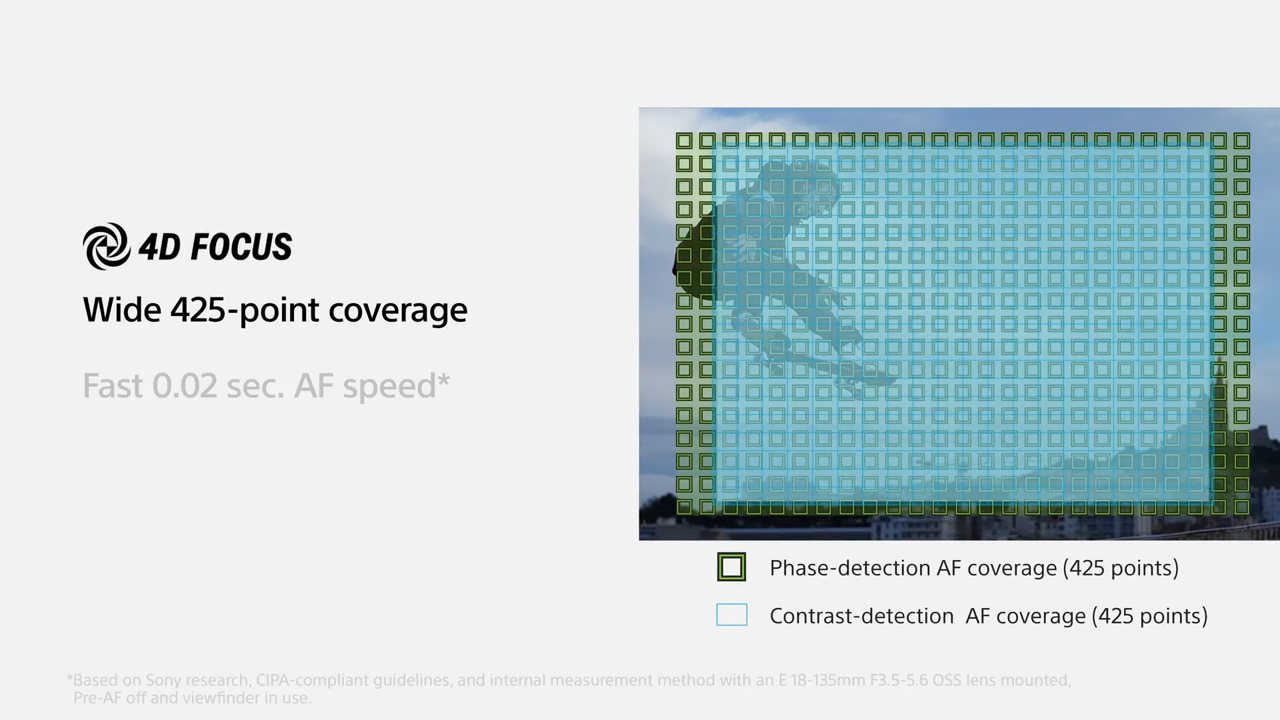 4D FOCUS
Wide 425-point coverage
Fast 0.02 sec. AF speed*
Phase-detection AF coverage (425 points)
Contrast-detection AF coverage (425 points)
*Based on Sony research, CIPA-compliant guidelines, and internal measurement method with an E 18-135mm F3.5-5.6 OSS lens mounted,
Pre-AF off and viewfinder in use.